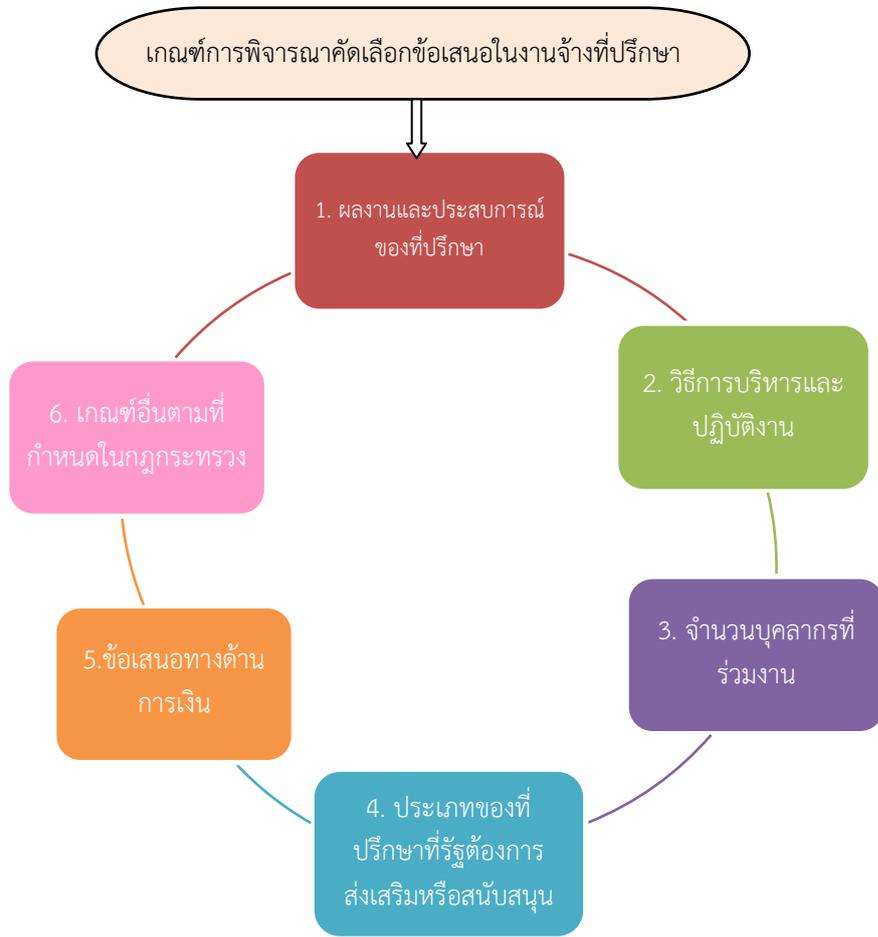 เกณฑ์การพิจารณาคัดเลือกข้อเสนอในงานจ้างที่ปรึกษา
1. ผลงานและประสบการณ์
ของที่ปรึกษา
2. วิธีการบริหารและ
ปฏิบัติงาน
3. จำนวนบุคลากรที่
ร่วมงาน
4. ประเภทของที่
ปรึกษาที่รัฐต้องการ
ส่งเสริมหรือสนับสนุน
5.ข้อเสนอทางด้าน
การเงิน
6. เกณฑ์อื่นตามที่
กำหนดในกฎกระทรวง